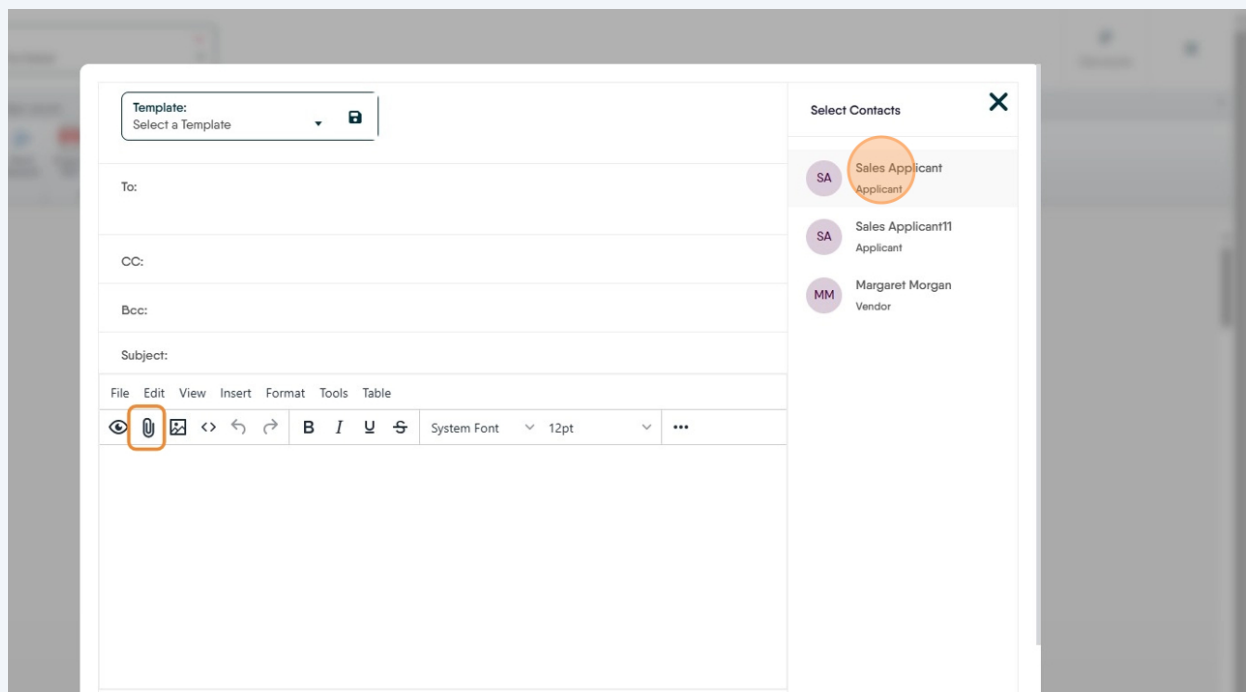 Template:
Select a Template
To:
CC:
Bcc:
Subject:
File Edit View Insert Format Tools Table
B I U S System Font 12pt
Select Contacts
SA Sales Applicant
Applicant
SA Sales Applicant11
Applicant
MM Margaret Morgan
Vendor